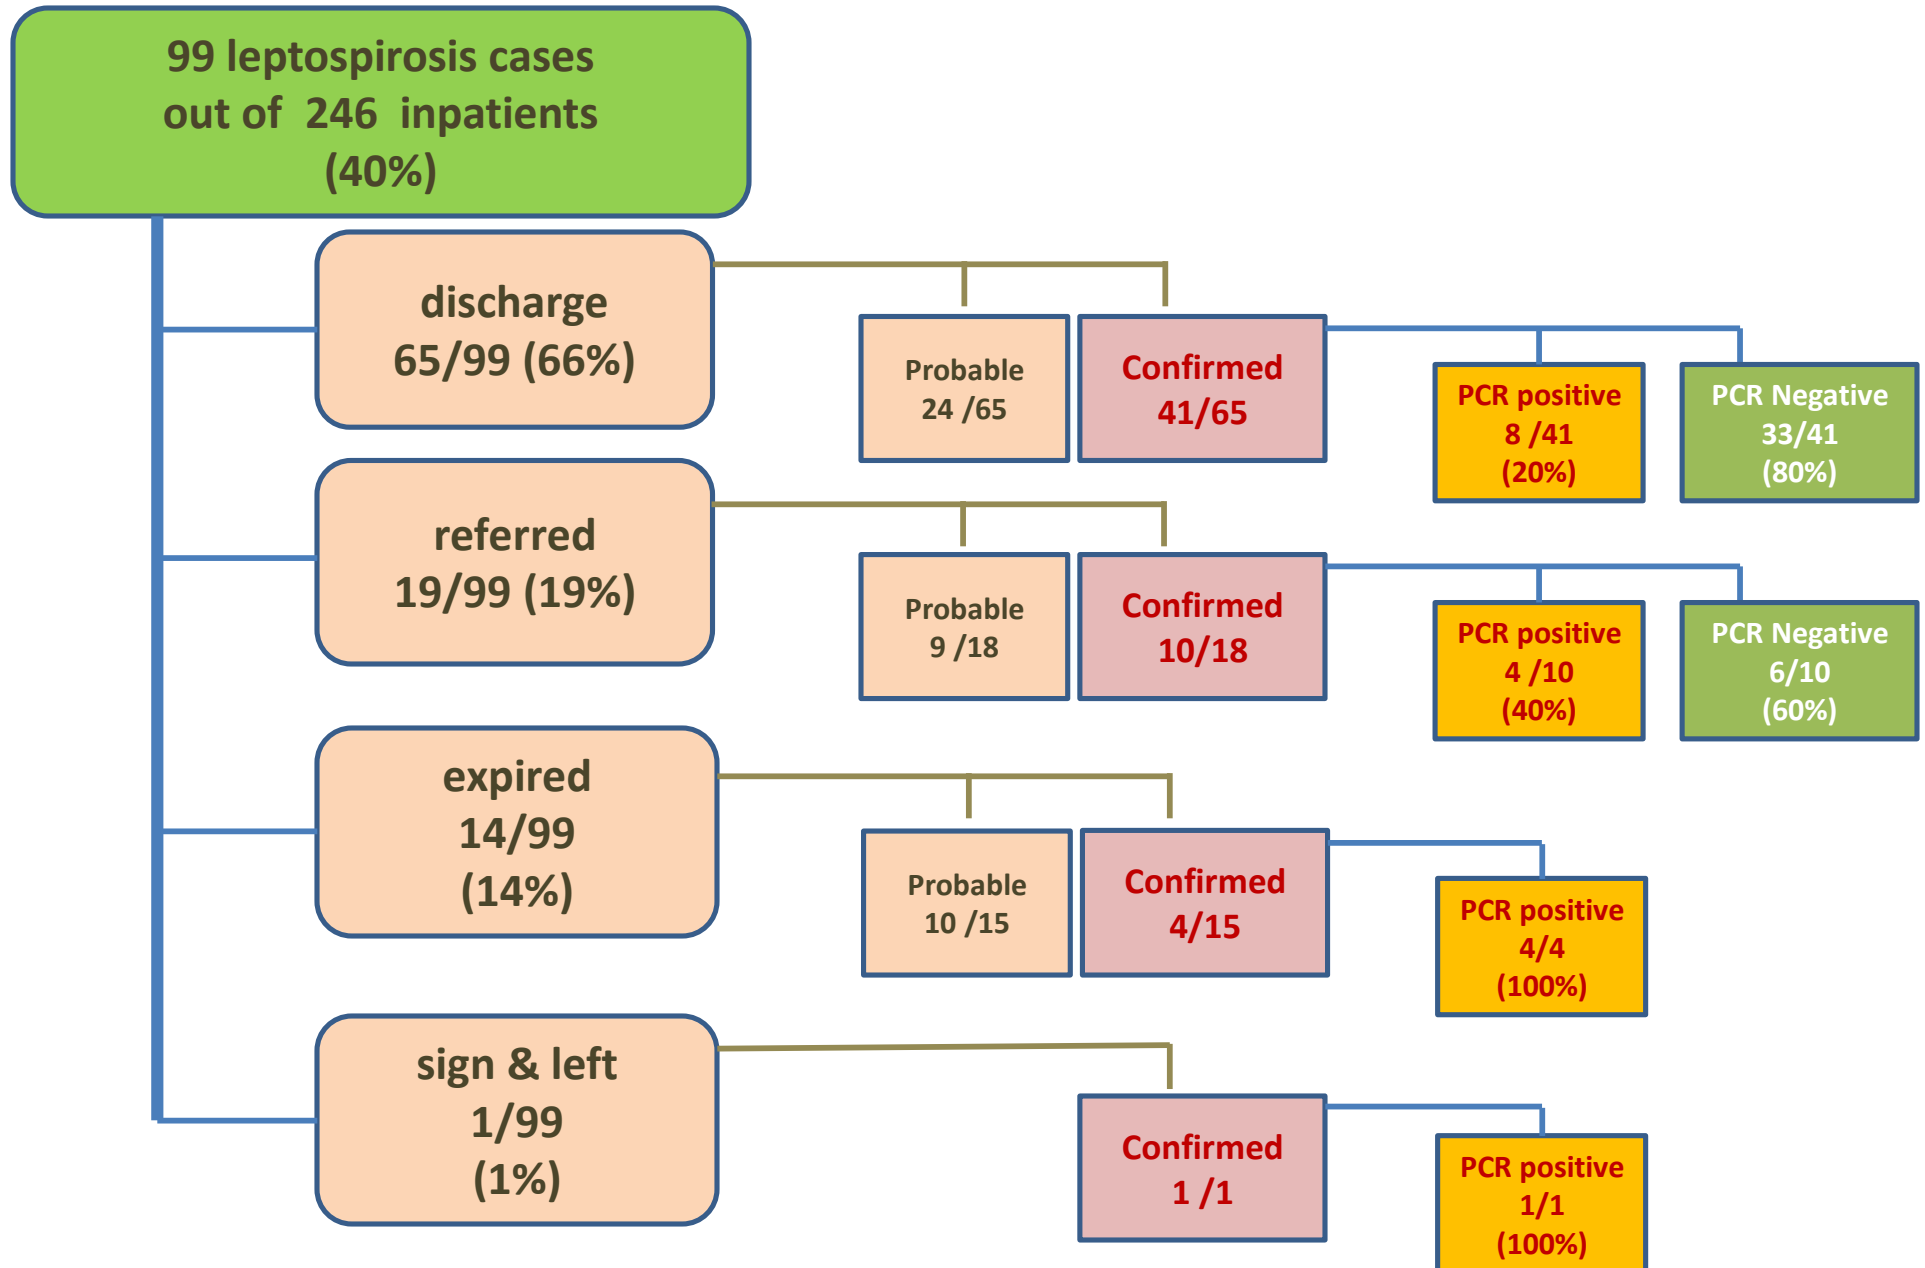 99 leptospirosis cases
out of 246 inpatients
(40%)
discharge
65/99 (66%)
Probable
24 /65
Confirmed
41/65
PCR positive
8 /41
(20%)
PCR Negative
33/41
(80%)
referred
19/99 (19%)
Probable
9 /18
Confirmed
10/18
PCR positive
4 /10
(40%)
PCR Negative
6/10
(60%)
expired
14/99
(14%)
Probable
10 /15
Confirmed
4/15
PCR positive
4/4
(100%)
sign & left
1/99
(1%)
Confirmed
1 /1
PCR positive
1/1
(100%)